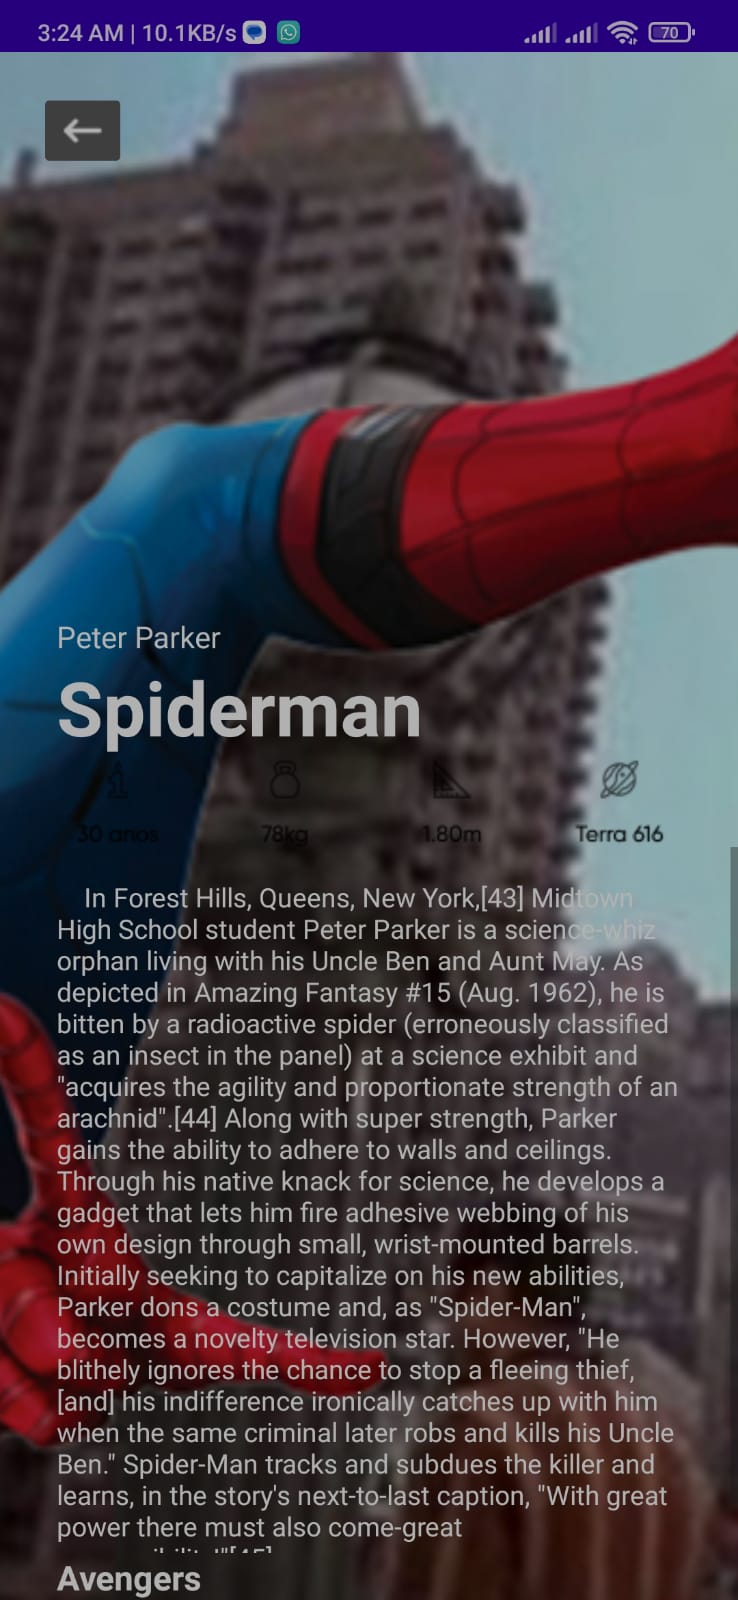 3:24 AM | 10.1KB/s
70
Peter Parker
Spiderman
30 anos 78kg 1.80m Terra 616
In Forest Hills, Queens, New York,[43] Midtown
High School student Peter Parker is a science-whiz
orphan living with his Uncle Ben and Aunt May. As
depicted in Amazing Fantasy #15 (Aug. 1962), he is
bitten by a radioactive spider (erroneously classified
as an insect in the panel) at a science exhibit and
"acquires the agility and proportionate strength of an
arachnid".[44] Along with super strength, Parker
gains the ability to adhere to walls and ceilings.
Through his native knack for science, he develops a
gadget that lets him fire adhesive webbing of his
own design through small, wrist-mounted barrels.
Initially seeking to capitalize on his new abilities,
Parker dons a costume and, as "Spider-Man",
becomes a novelty television star. However, "He
blithely ignores the chance to stop a fleeing thief,
[and] his indifference ironically catches up with him
when the same criminal later robs and kills his Uncle
Ben." Spider-Man tracks and subdues the killer and
learns, in the story's next-to-last caption, "With great
power there must also come-great
Avengers